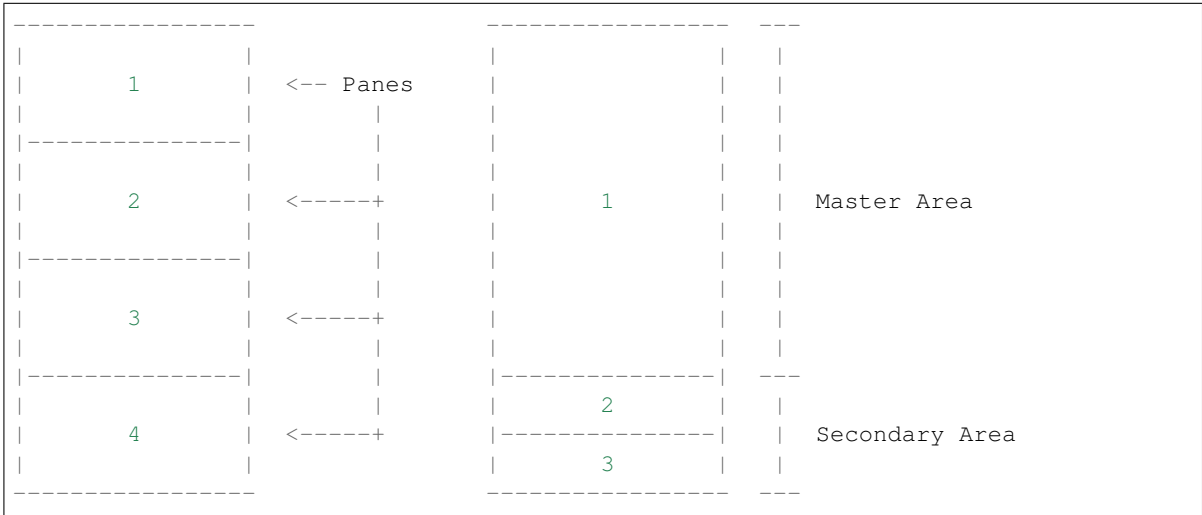 -----------------                -----------------  ---
|               |                |               |   |
|       1       |  <-- Panes     |               |   |
|               |        |       |               |   |
|---------------|        |       |               |   |
|               |        |       |               |   |
|       2       |  <-----+       |       1       |   |  Master Area
|               |        |       |               |   |
|---------------|        |       |               |   |
|               |        |       |               |   |
|       3       |  <-----+       |               |   |
|               |        |       |               |   |
|---------------|        |       |---------------|  ---
|               |        |       |       2       |   |
|       4       |  <-----+       |---------------|   |  Secondary Area
|               |                |       3       |   |
-----------------                -----------------  ---